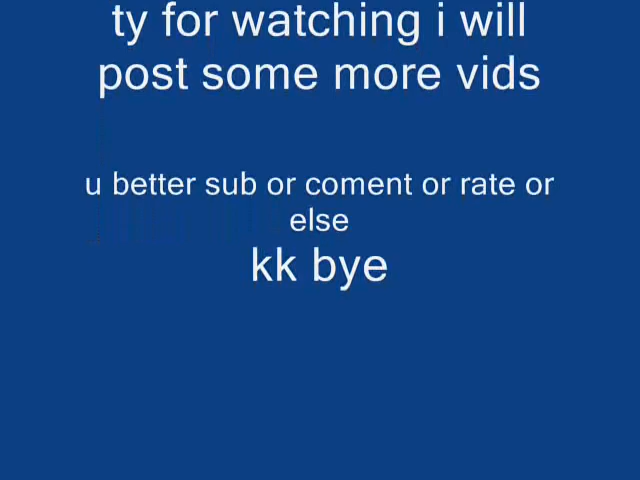 ty for watching i will
post some more vids
u better sub or coment or rate or
else
kk bye